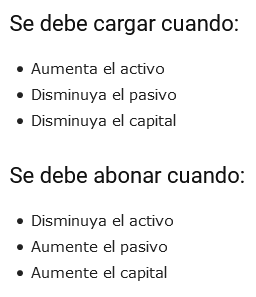 Se debe cargar cuando:
• Aumenta el activo
• Disminuya el pasivo
• Disminuya el capital
Se debe abonar cuando:
• Disminuya el activo
• Aumente el pasivo
• Aumente el capital